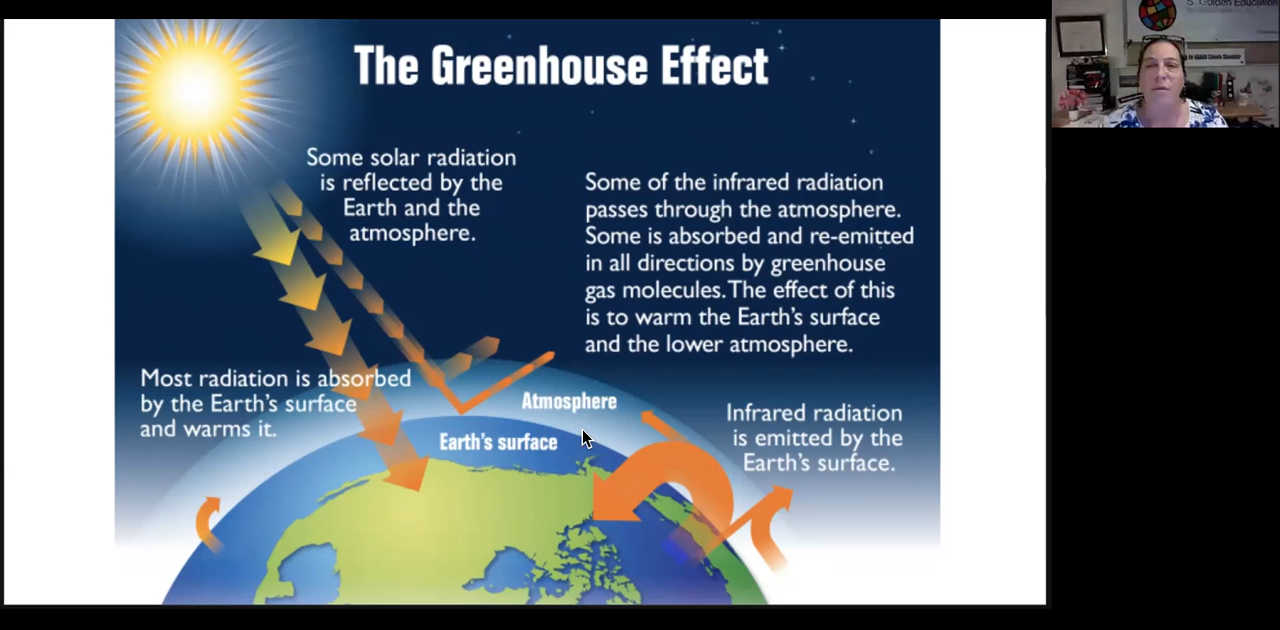 The Greenhouse Effect
Some solar radiation
is reflected by the
Earth and the
atmosphere.
Some of the infrared radiation
passes through the atmosphere.
Some is absorbed and re-emitted
in all directions by greenhouse
gas molecules. The effect of this
is to warm the Earth's surface
and the lower atmosphere.
Most radiation is absorbed
by the Earth's surface
and warms it.
Atmosphere
Earth's surface
Infrared radiation
is emitted by the
Earth's surface.
S. Golden Education